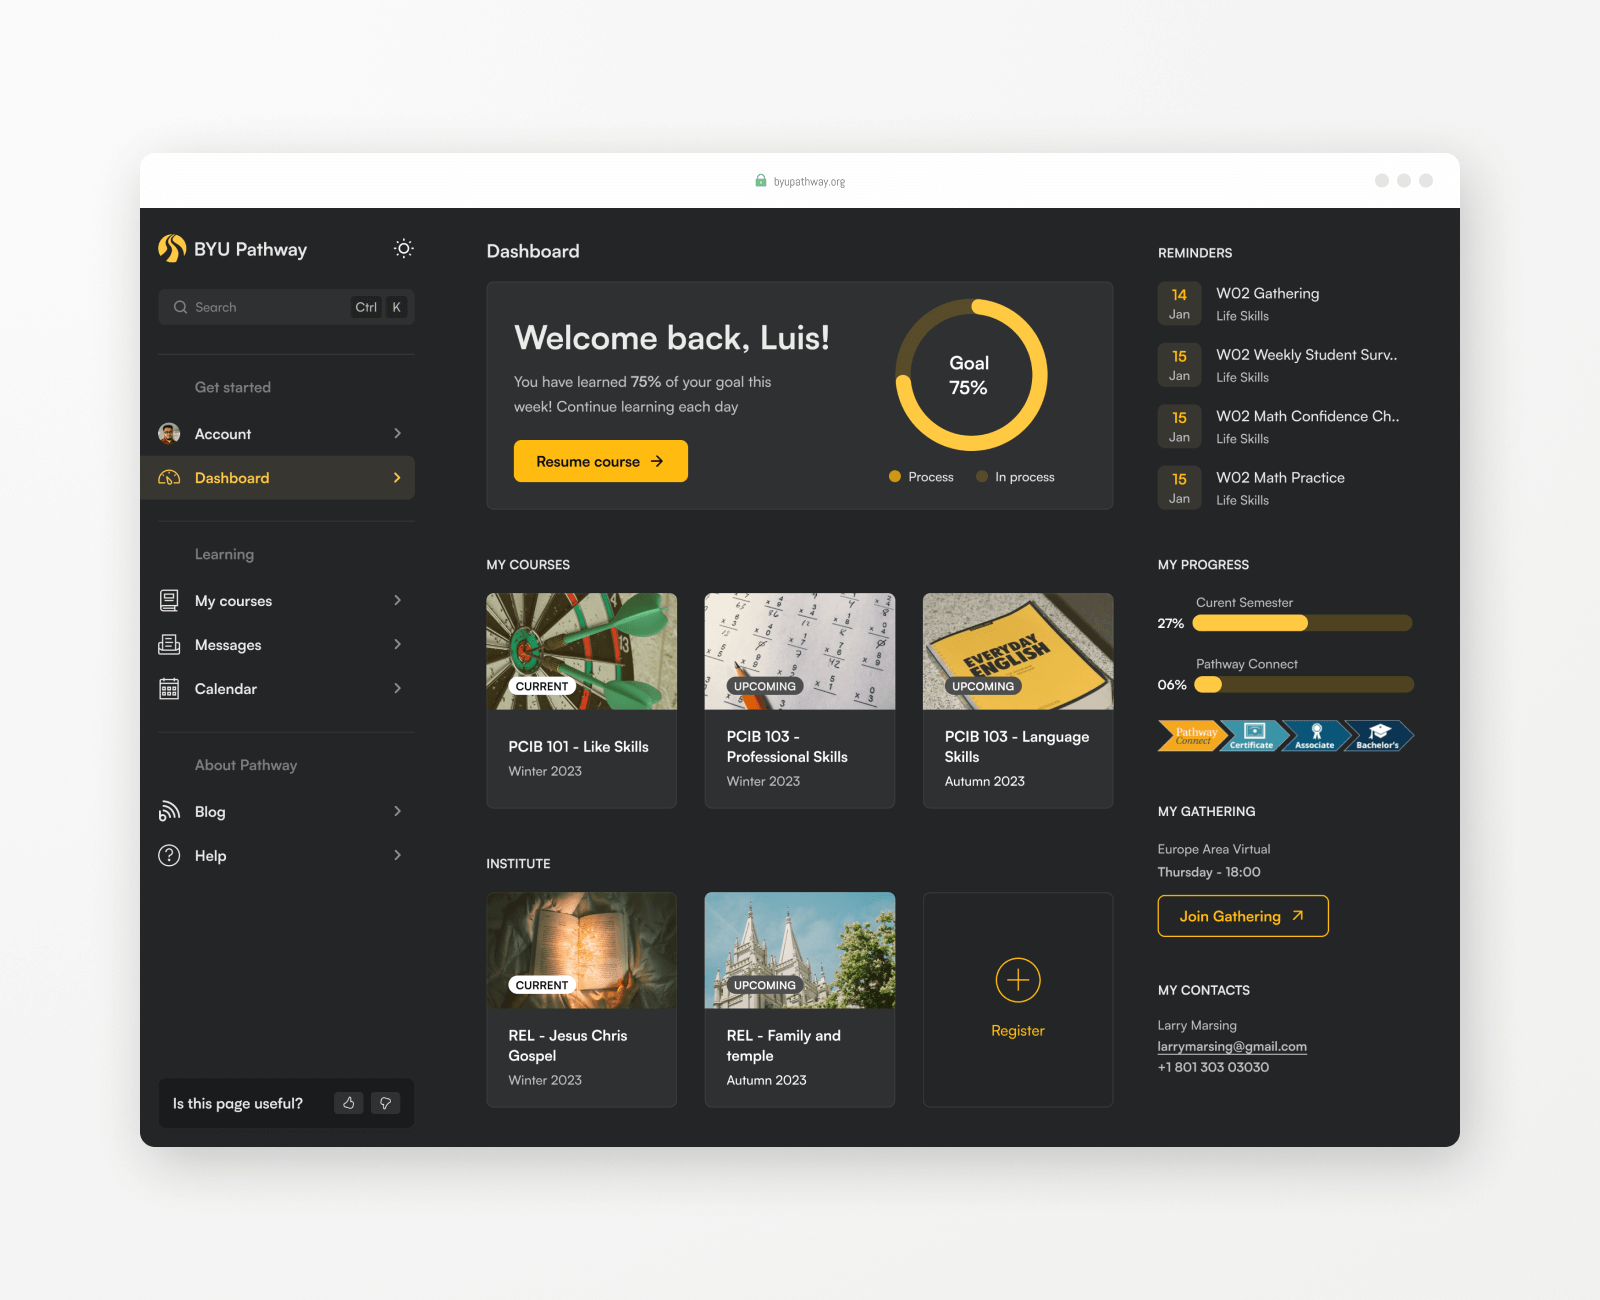 byupathway.org
BYU Pathway
Search
Ctrl K
Get started
Account
Dashboard
Learning
My courses
Messages
Calendar
About Pathway
Blog
Help
Is this page useful?
Dashboard
Welcome back, Luis!
You have learned 75% of your goal this
week! Continue learning each day
Resume course
Goal
75%
Process
In process
MY COURSES
13
CURRENT
PCIB 101 - Like Skills
Winter 2023
UPCOMING
PCIB 103 -
Professional Skills
Winter 2023
EVERYDAY
ENGLISH
UPCOMING
PCIB 103 - Language
Skills
Autumn 2023
INSTITUTE
CURRENT
REL - Jesus Chris
Gospel
Winter 2023
UPCOMING
REL - Family and
temple
Autumn 2023
Register
REMINDERS
14
Jan
W02 Gathering
Life Skills
15
Jan
W02 Weekly Student Surv..
Life Skills
15
Jan
W02 Math Confidence Ch..
Life Skills
15
Jan
W02 Math Practice
Life Skills
MY PROGRESS
Curent Semester
27%
Pathway Connect
06%
Pathway
Connect
Certificate
Associate
Bachelor's
MY GATHERING
Europe Area Virtual
Thursday - 18:00
Join Gathering
MY CONTACTS
Larry Marsing
larrymarsing@gmail.com
+1 801 303 03030